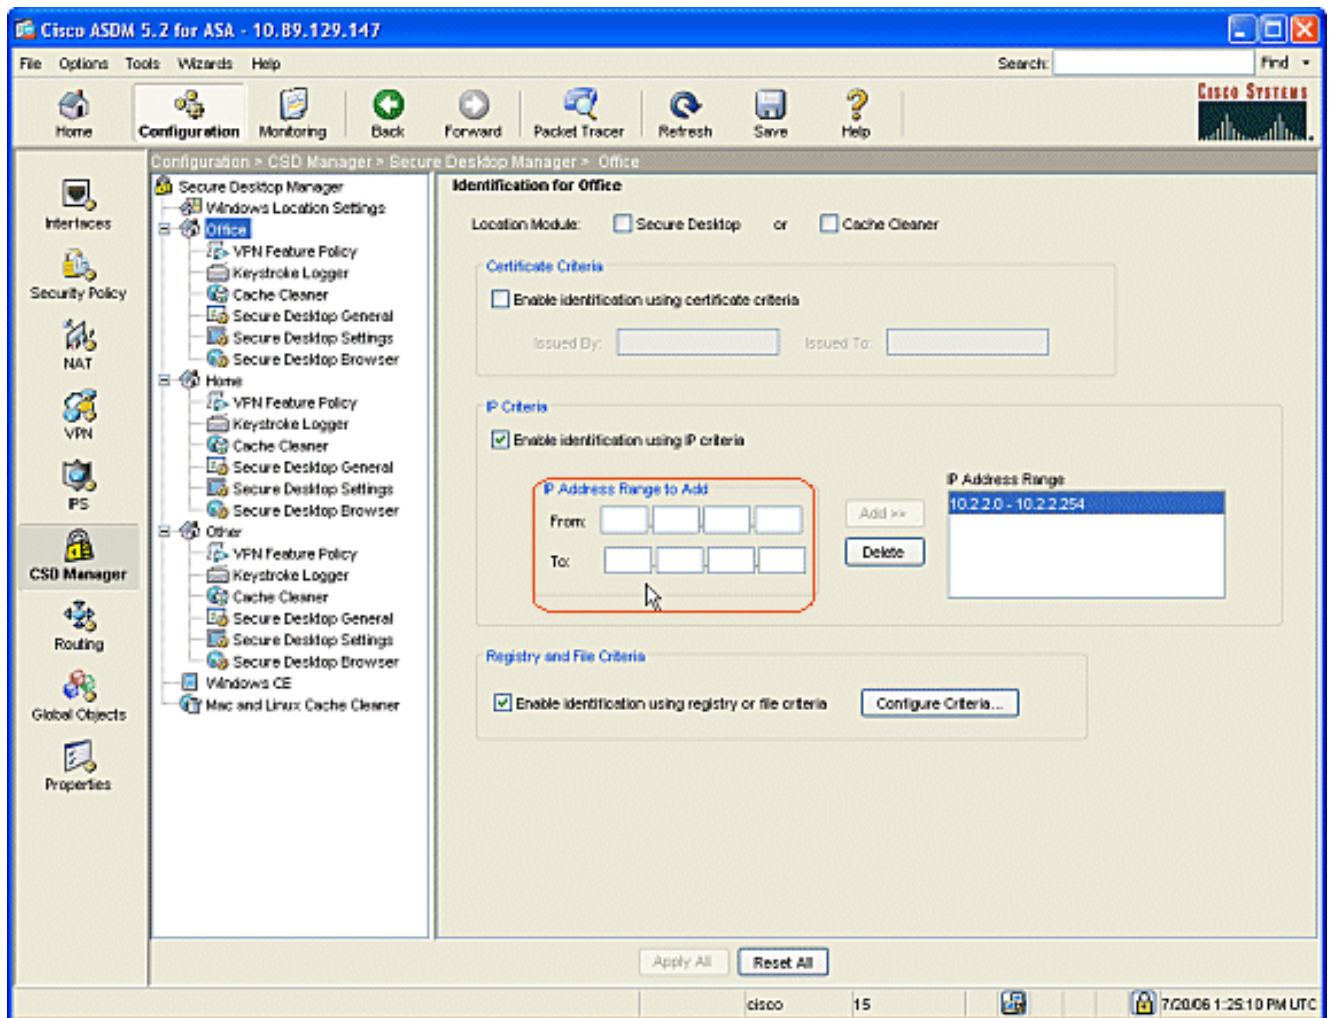 Cisco ASDM 5.2 for ASA - 10.89.129.147
File Options Tools Wizards Help Search: Find
Home Configuration Monitoring Back Forward Packet Tracer Refresh Save Help
CISCO SYSTEMS
Configuration > CSD Manager > Secure Desktop Manager > Office
Interfaces
Security Policy
NAT
VPN
IPS
CSD Manager
Routing
Global Objects
Properties
Secure Desktop Manager
Windows Location Settings
Office
VPN Feature Policy
Keystroke Logger
Cache Cleaner
Secure Desktop General
Secure Desktop Settings
Secure Desktop Browser
Home
VPN Feature Policy
Keystroke Logger
Cache Cleaner
Secure Desktop General
Secure Desktop Settings
Secure Desktop Browser
Other
VPN Feature Policy
Keystroke Logger
Cache Cleaner
Secure Desktop General
Secure Desktop Settings
Secure Desktop Browser
Windows CE
Mac and Linux Cache Cleaner
Identification for Office
Location Module: Secure Desktop or Cache Cleaner
Certificate Criteria
Enable identification using certificate criteria
Issued By: Issued To:
IP Criteria
Enable identification using IP criteria
IP Address Range to Add
From:
To:
Add >>
Delete
IP Address Range
10.2.2.0 - 10.2.2.254
Registry and File Criteria
Enable identification using registry or file criteria Configure Criteria...
Apply All Reset All
cisco 15 7/20/06 1:25:10 PM UTC